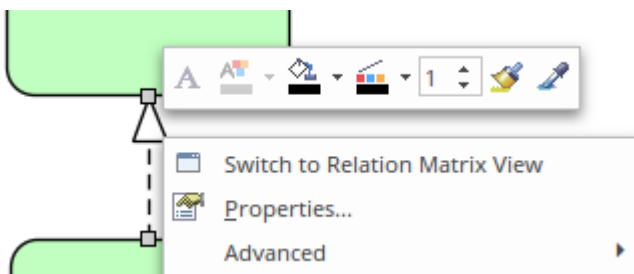 A A 1
Switch to Relation Matrix View
Properties...
Advanced